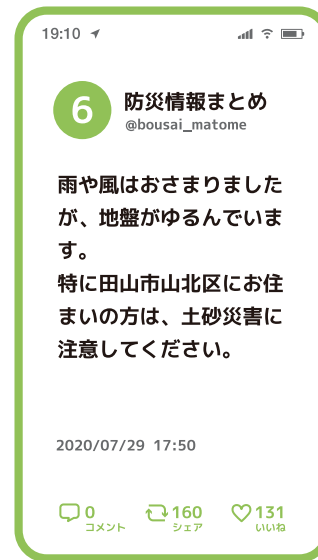 19:10
6
防災情報まとめ
@bousai_matome
雨や風はおさまりました
が、地盤がゆるんでいま
す。
特に田山市山北区にお住
まいの方は、土砂災害に
注意してください。
2020/07/29 17:50
0 160 131
コメント シェア いいね